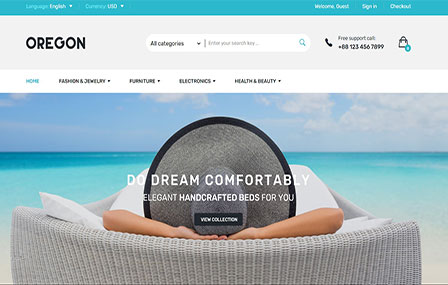 Language: English Currency: USD Welcome, Guest Sign in Checkout
OREGON
All categories Enter your search key ...
Free support call:
+88 123 456 7899
0
HOME FASHION & JEWELRY FURNITURE ELECTRONICS HEALTH & BEAUTY
DO DREAM COMFORTABLY
ELEGANT HANDCRAFTED BEDS FOR YOU
VIEW COLLECTION